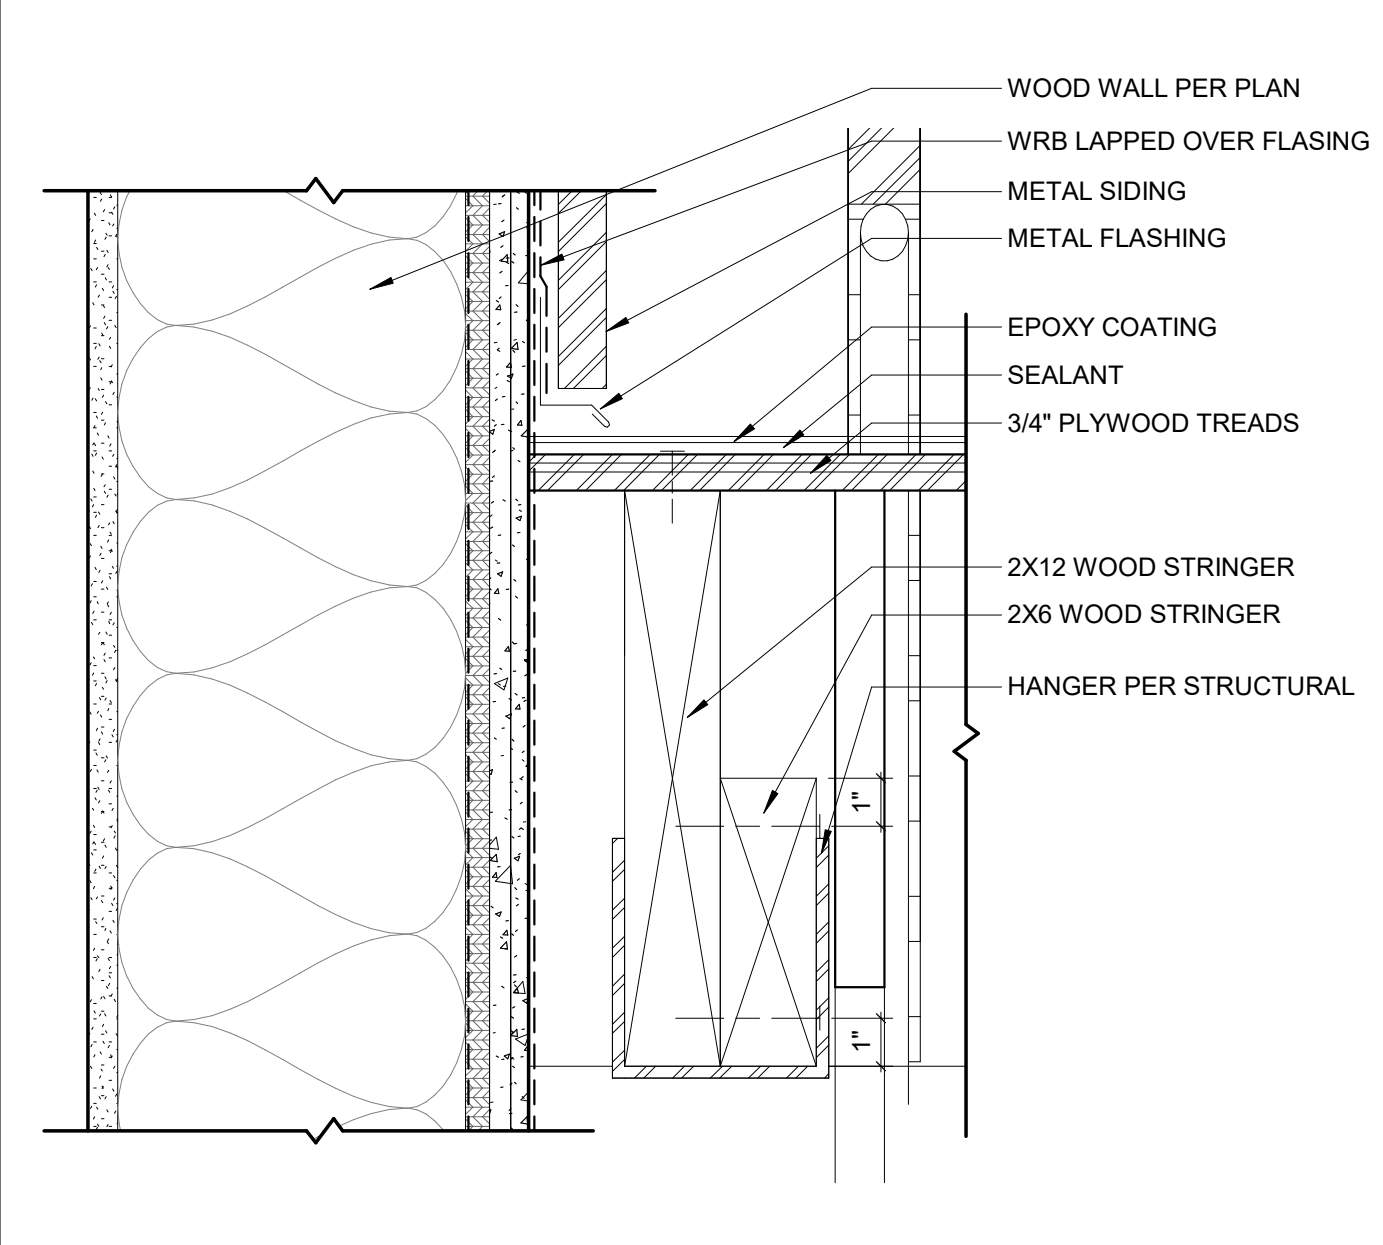 WOOD WALL PER PLAN
WRB LAPPED OVER FLASING
METAL SIDING
METAL FLASHING
EPOXY COATING
SEALANT
3/4" PLYWOOD TREADS
2X12 WOOD STRINGER
2X6 WOOD STRINGER
HANGER PER STRUCTURAL
1"
1"